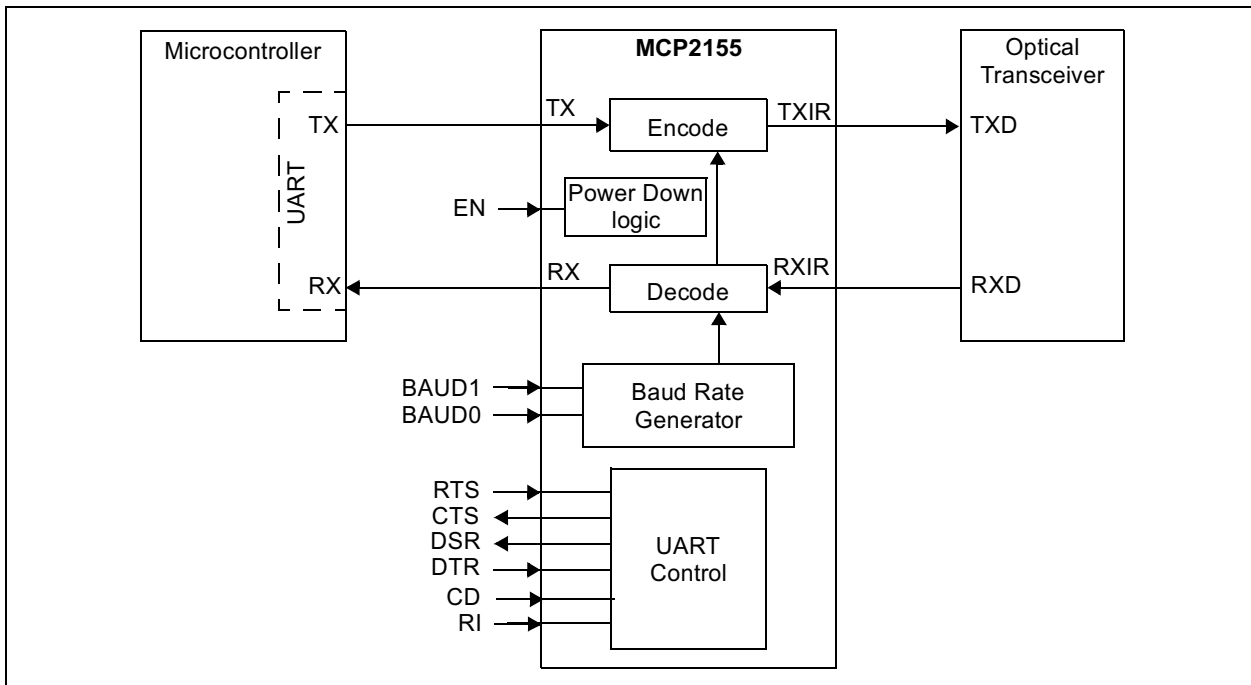 Microcontroller
MCP2155
Optical
Transceiver
TX
TX
Encode
TXIR
TXD
UART
EN
Power Down
logic
RX
RX
Decode
RXIR
RXD
BAUD1
BAUD0
Baud Rate
Generator
RTS
CTS
DSR
DTR
CD
RI
UART
Control